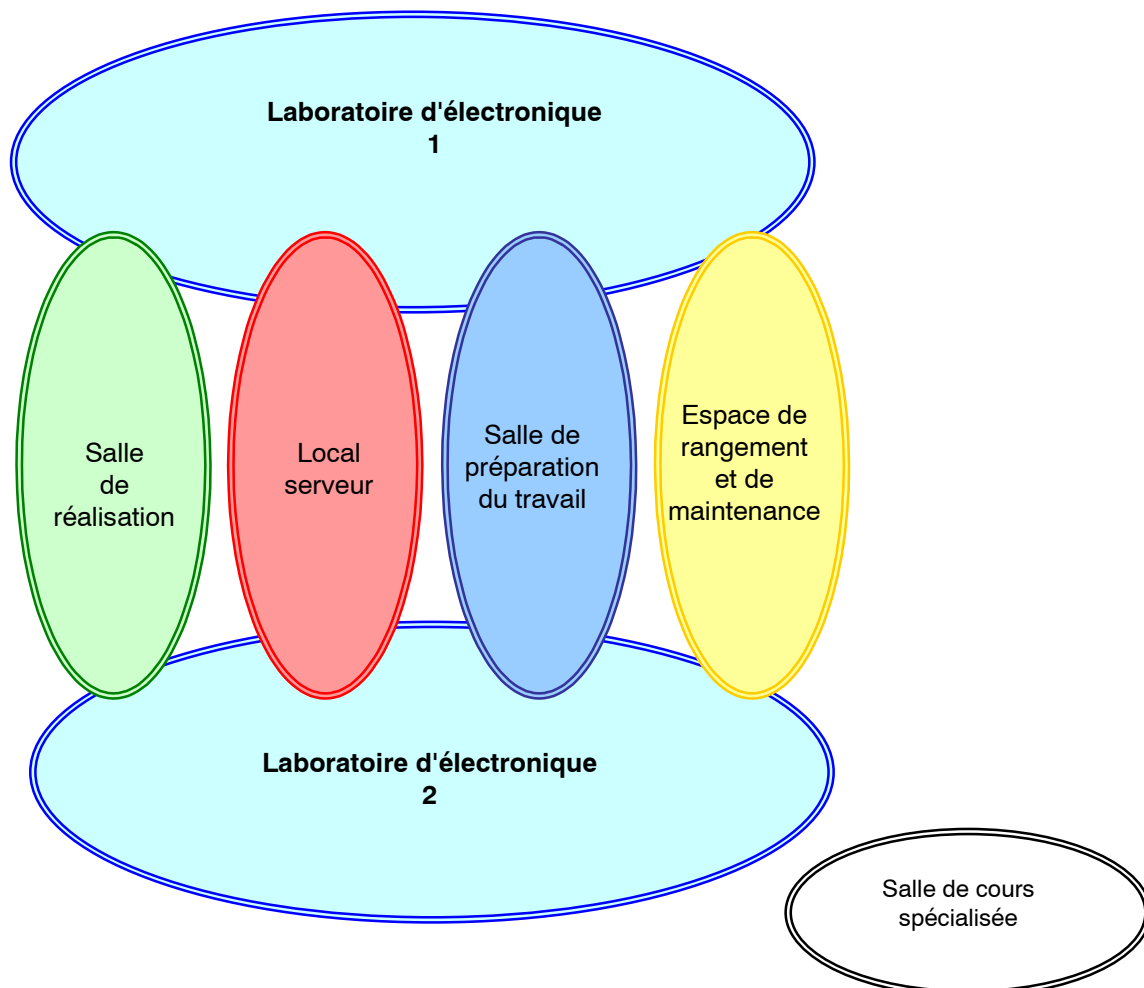 Laboratoire d'électronique
1
Salle
de
réalisation
Local
serveur
Salle de
préparation
du travail
Espace de
rangement
et de
maintenance
Laboratoire d'électronique
2
Salle de cours
spécialisée